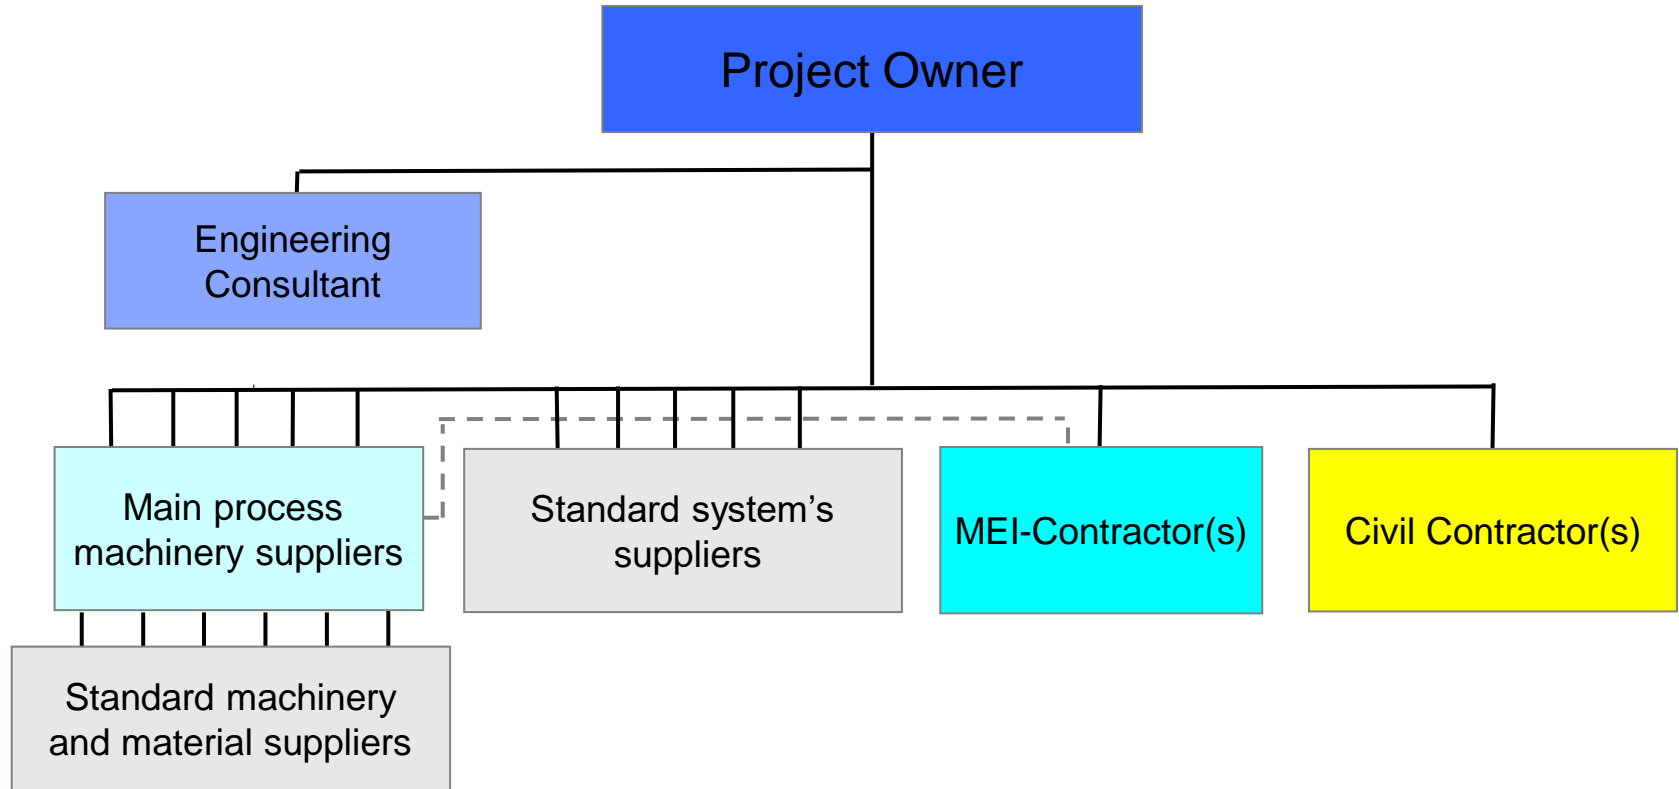 Project Owner
Engineering
Consultant
Main process
machinery suppliers
Standard system’s
suppliers
MEI-Contractor(s)
Civil Contractor(s)
Standard machinery
and material suppliers